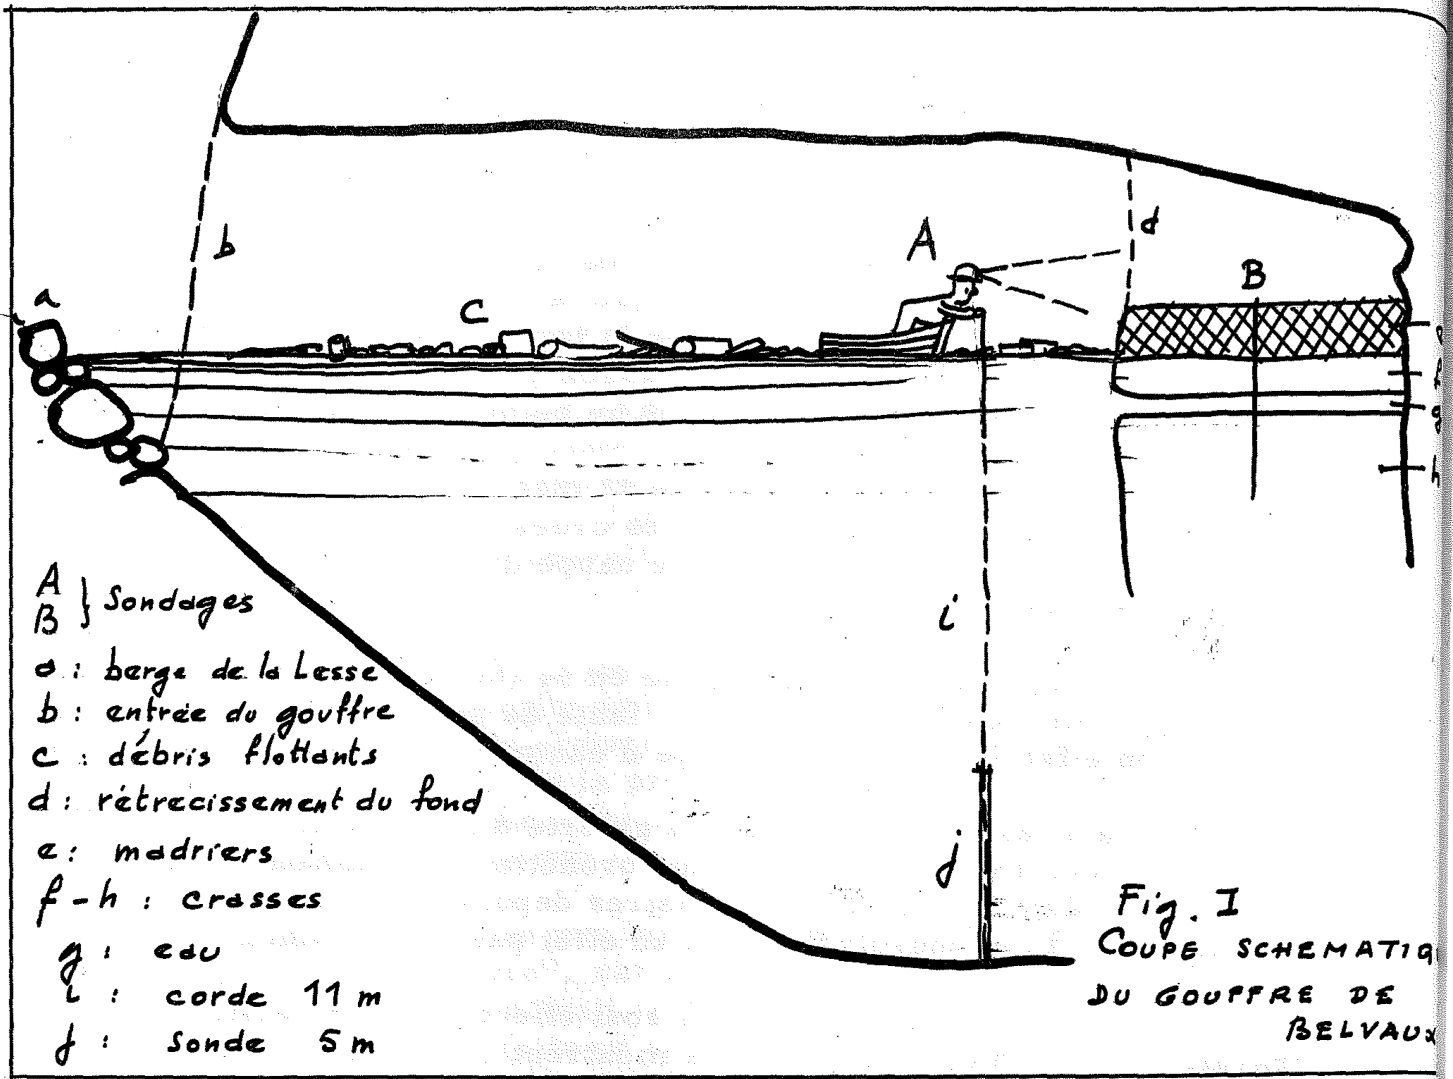 b
A
d
B
a
C
g
h
i
j
A
B } Sondages
a : berge de la Lesse
b : entrée du gouffre
c : débris flottants
d : rétrecissement du fond
e : madriers
f - h : crasses
g : eau
i : corde 11 m
j : sonde 5 m
Fig. I
COUPE SCHEMATIQ
DU GOUFFRE DE
BELVAUX